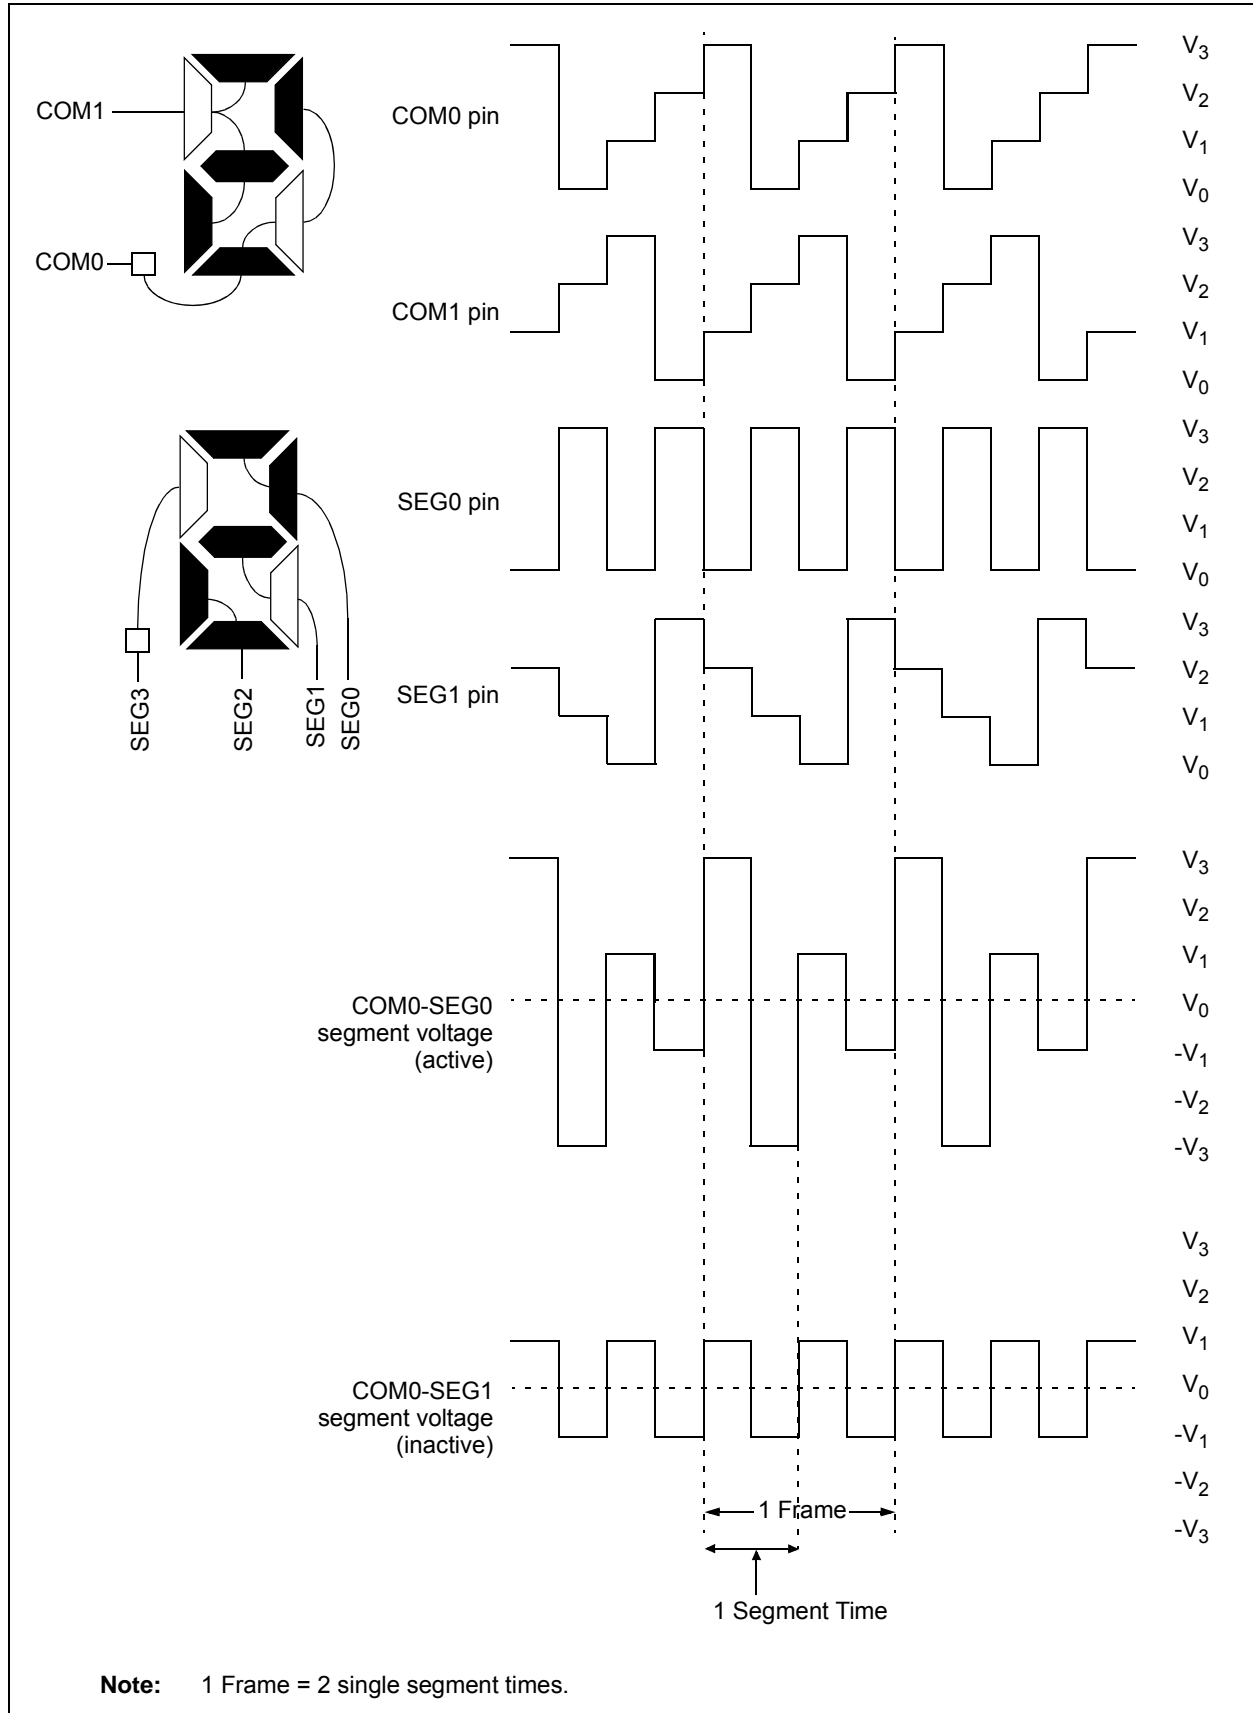 COM1
COM0
SEG3
SEG2
SEG1
SEG0
COM0 pin
V3
V2
V1
V0
COM1 pin
V3
V2
V1
V0
SEG0 pin
V3
V2
V1
V0
SEG1 pin
V3
V2
V1
V0
COM0-SEG0
segment voltage
(active)
V3
V2
V1
V0
-V1
-V2
-V3
COM0-SEG1
segment voltage
(inactive)
V3
V2
V1
V0
-V1
-V2
-V3
1 Frame
1 Segment Time
Note: 1 Frame = 2 single segment times.